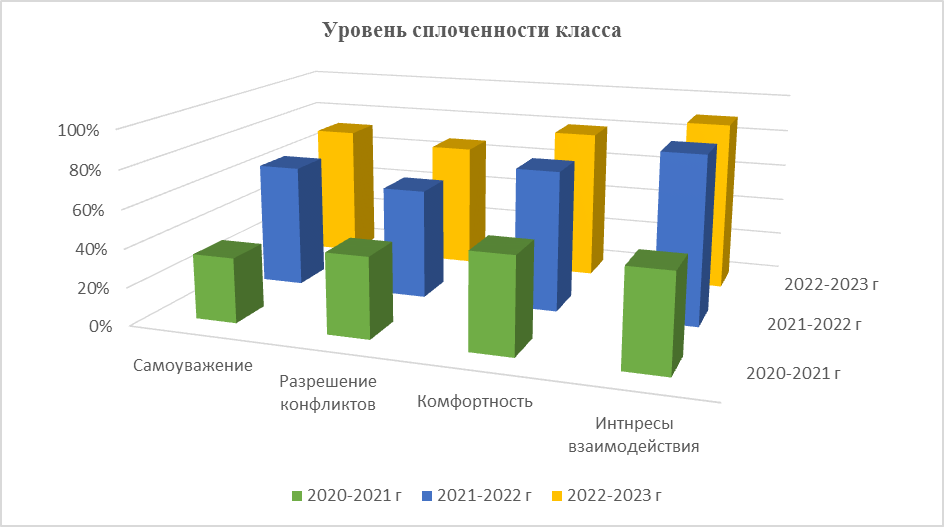 Уровень сплоченности класса
100%
80%
60%
40%
20%
0%
Самоуважение
Разрешение
конфликтов
Комфортность
Интнресы
взаимодействия
2022-2023 г
2021-2022 г
2020-2021 г
2020-2021 г 2021-2022 г 2022-2023 г